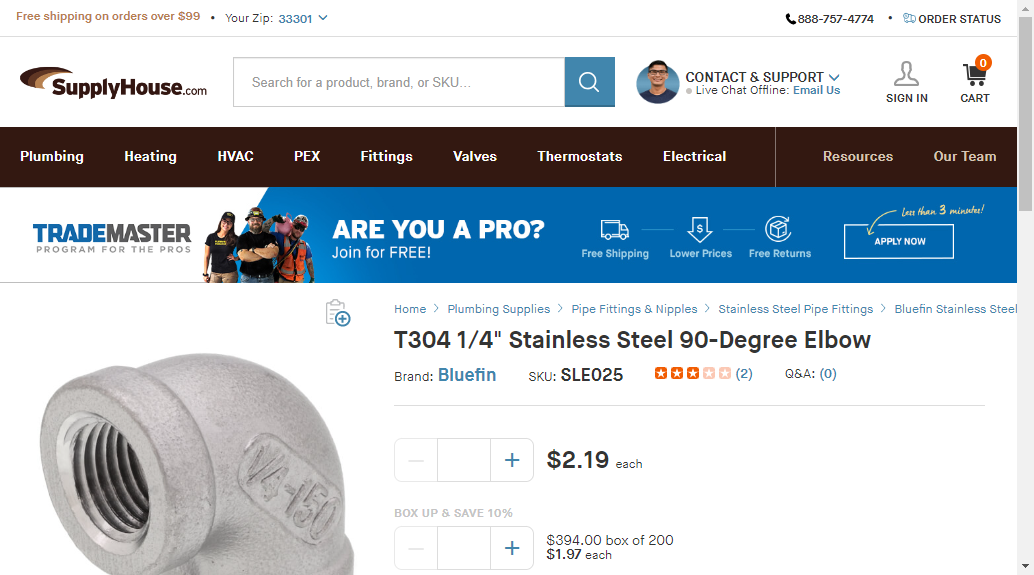 Free shipping on orders over $99 • Your Zip: 33301
888-757-4774 • ORDER STATUS
SupplyHouse.com
Search for a product, brand, or SKU...
CONTACT & SUPPORT
Live Chat Offline: Email Us
SIGN IN
0
CART
Plumbing Heating HVAC PEX Fittings Valves Thermostats Electrical Resources Our Team
TRADEMASTER
PROGRAM FOR THE PROS
ARE YOU A PRO?
Join for FREE!
Free Shipping
Lower Prices
Free Returns
Less than 3 minutes!
APPLY NOW
Home > Plumbing Supplies > Pipe Fittings & Nipples > Stainless Steel Pipe Fittings > Bluefin Stainless Steel
T304 1/4" Stainless Steel 90-Degree Elbow
Brand: Bluefin SKU: SLE025 (2) Q&A: (0)
1/4-150
— + $2.19 each
BOX UP & SAVE 10%
— + $394.00 box of 200
$1.97 each